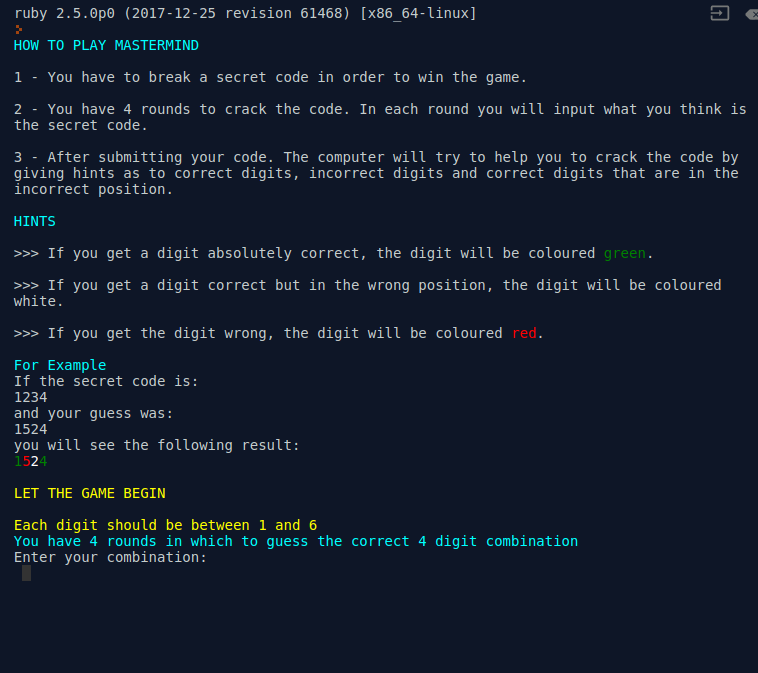 ruby 2.5.0p0 (2017-12-25 revision 61468) [x86_64-linux]
HOW TO PLAY MASTERMIND
1 - You have to break a secret code in order to win the game.
2 - You have 4 rounds to crack the code. In each round you will input what you think is
the secret code.
3 - After submitting your code. The computer will try to help you to crack the code by
giving hints as to correct digits, incorrect digits and correct digits that are in the
incorrect position.
HINTS
>>> If you get a digit absolutely correct, the digit will be coloured green.
>>> If you get a digit correct but in the wrong position, the digit will be coloured
white.
>>> If you get the digit wrong, the digit will be coloured red.
For Example
If the secret code is:
1234
and your guess was:
1524
you will see the following result:
1524
LET THE GAME BEGIN
Each digit should be between 1 and 6
You have 4 rounds in which to guess the correct 4 digit combination
Enter your combination: